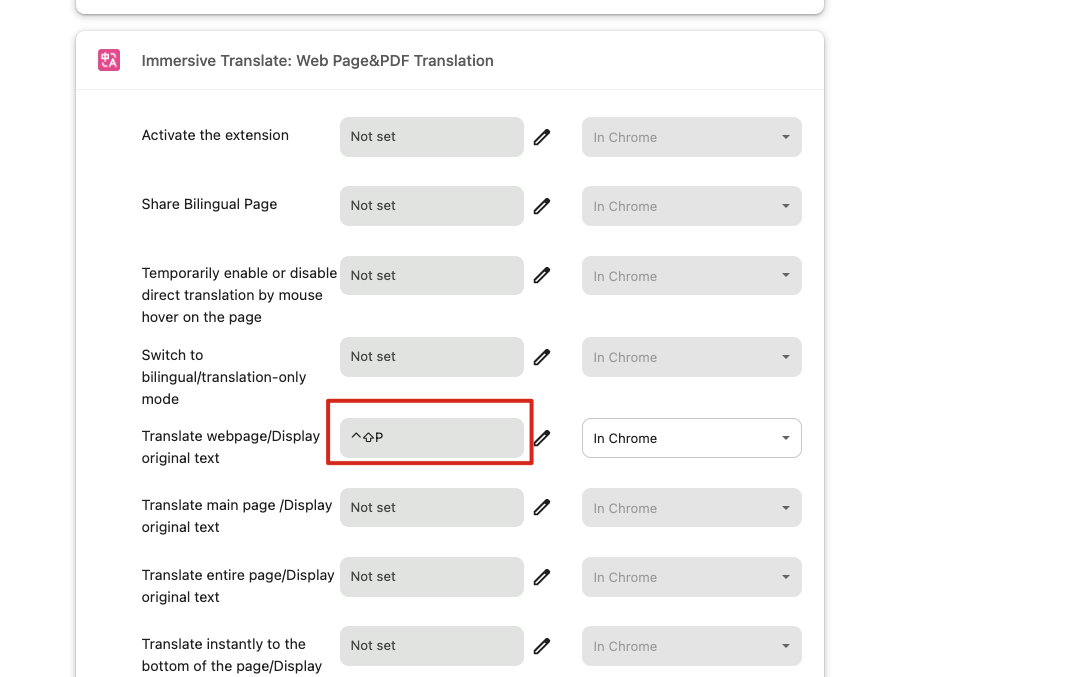 Immersive Translate: Web Page&PDF Translation
Activate the extension
Not set
In Chrome
Share Bilingual Page
Not set
In Chrome
Temporarily enable or disable
direct translation by mouse
hover on the page
Not set
In Chrome
Switch to
bilingual/translation-only
mode
Not set
In Chrome
Translate webpage/Display
original text
^⇧P
In Chrome
Translate main page /Display
original text
Not set
In Chrome
Translate entire page/Display
original text
Not set
In Chrome
Translate instantly to the
bottom of the page/Display
Not set
In Chrome